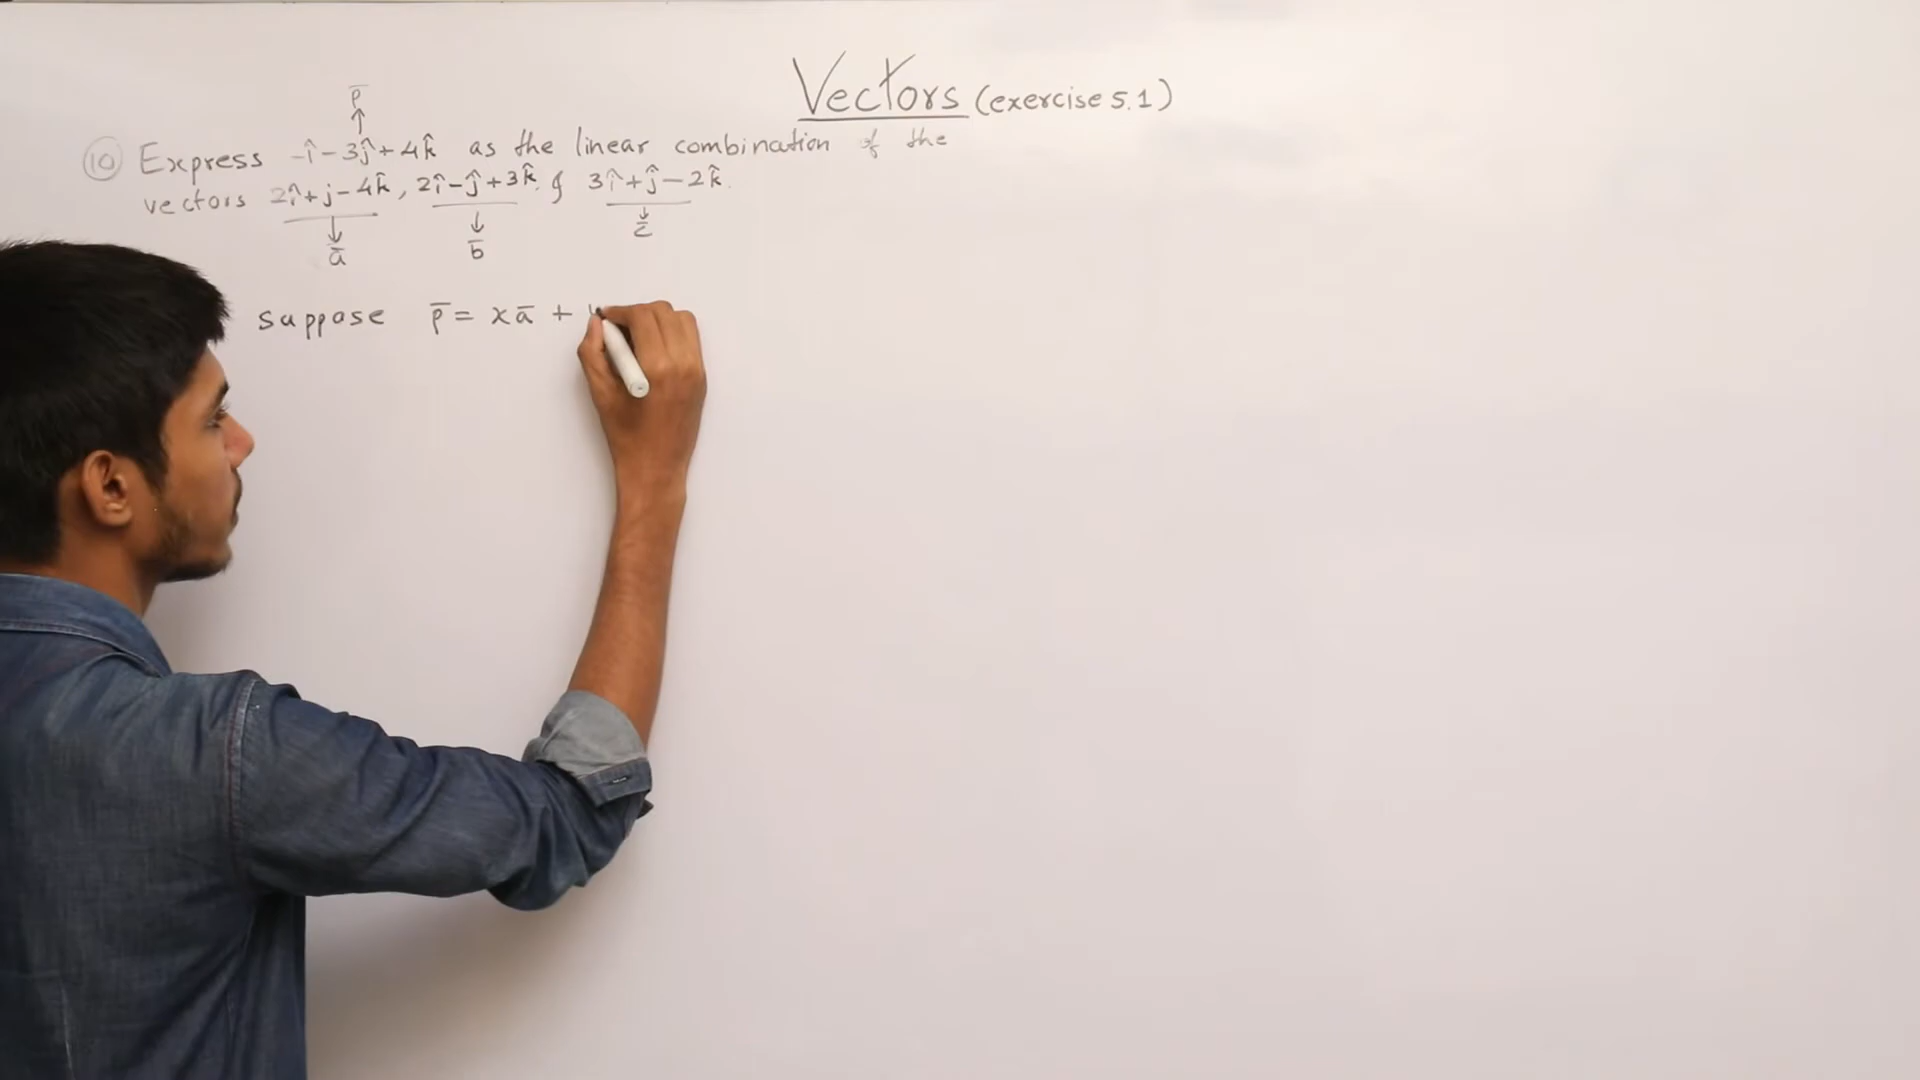 Vectors (exercise 5.1)
p̄
↑
⑩ Express -î-3ĵ+4k̂ as the linear combination of the
vectors 2î+j-4k̂, 2î-ĵ+3k̂, & 3î+ĵ-2k̂.
↓ ↓ ↓
ā b̄ c̄
suppose p̄ = xā +